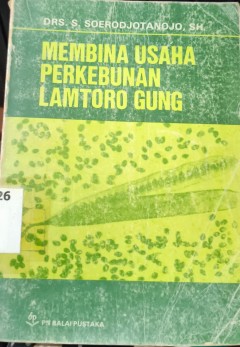 DRS. S. SOERODJOTANOJO, SH.
MEMBINA USAHA
PERKEBUNAN
LAMTORO GUNG
26
PN BALAI PUSTAKA